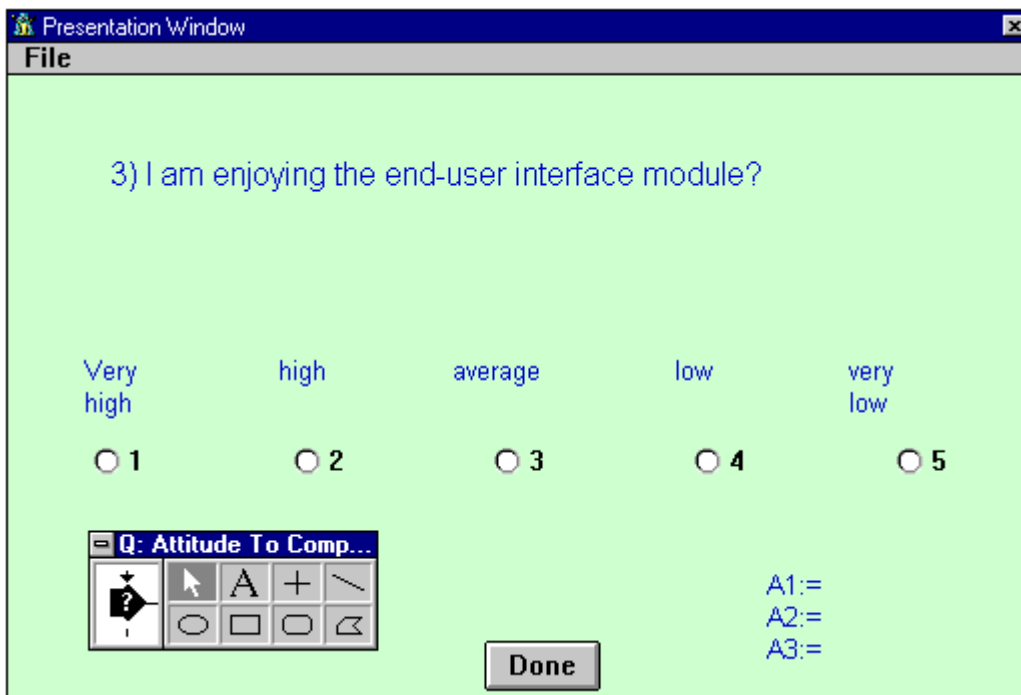 Presentation Window
File
3) I am enjoying the end-user interface module?
Very high average low very
high low
1 2 3 4 5
Q: Attitude To Comp...
A
?
A1:=
A2:=
A3:=
Done